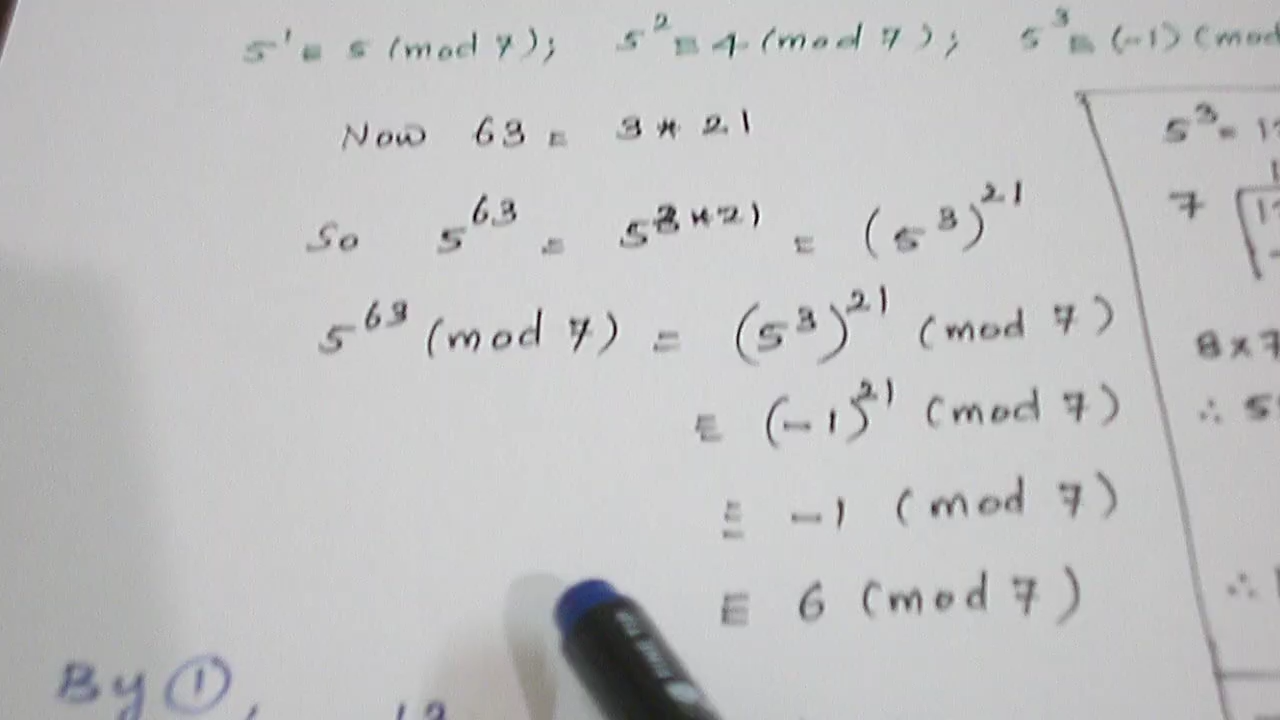 5¹ ≡ 5 (mod 7); 5² ≡ 4 (mod 7); 5³ ≡ (-1) (mod
Now 63 = 3 × 21
So 5⁶³ = 5³ˣ²¹ = (5³)²¹
5⁶³ (mod 7) = (5³)²¹ (mod 7)
≡ (-1)²¹ (mod 7)
≡ -1 (mod 7)
≡ 6 (mod 7)
By ①,
5³ =
7
8 × 7
∴ 5
∴